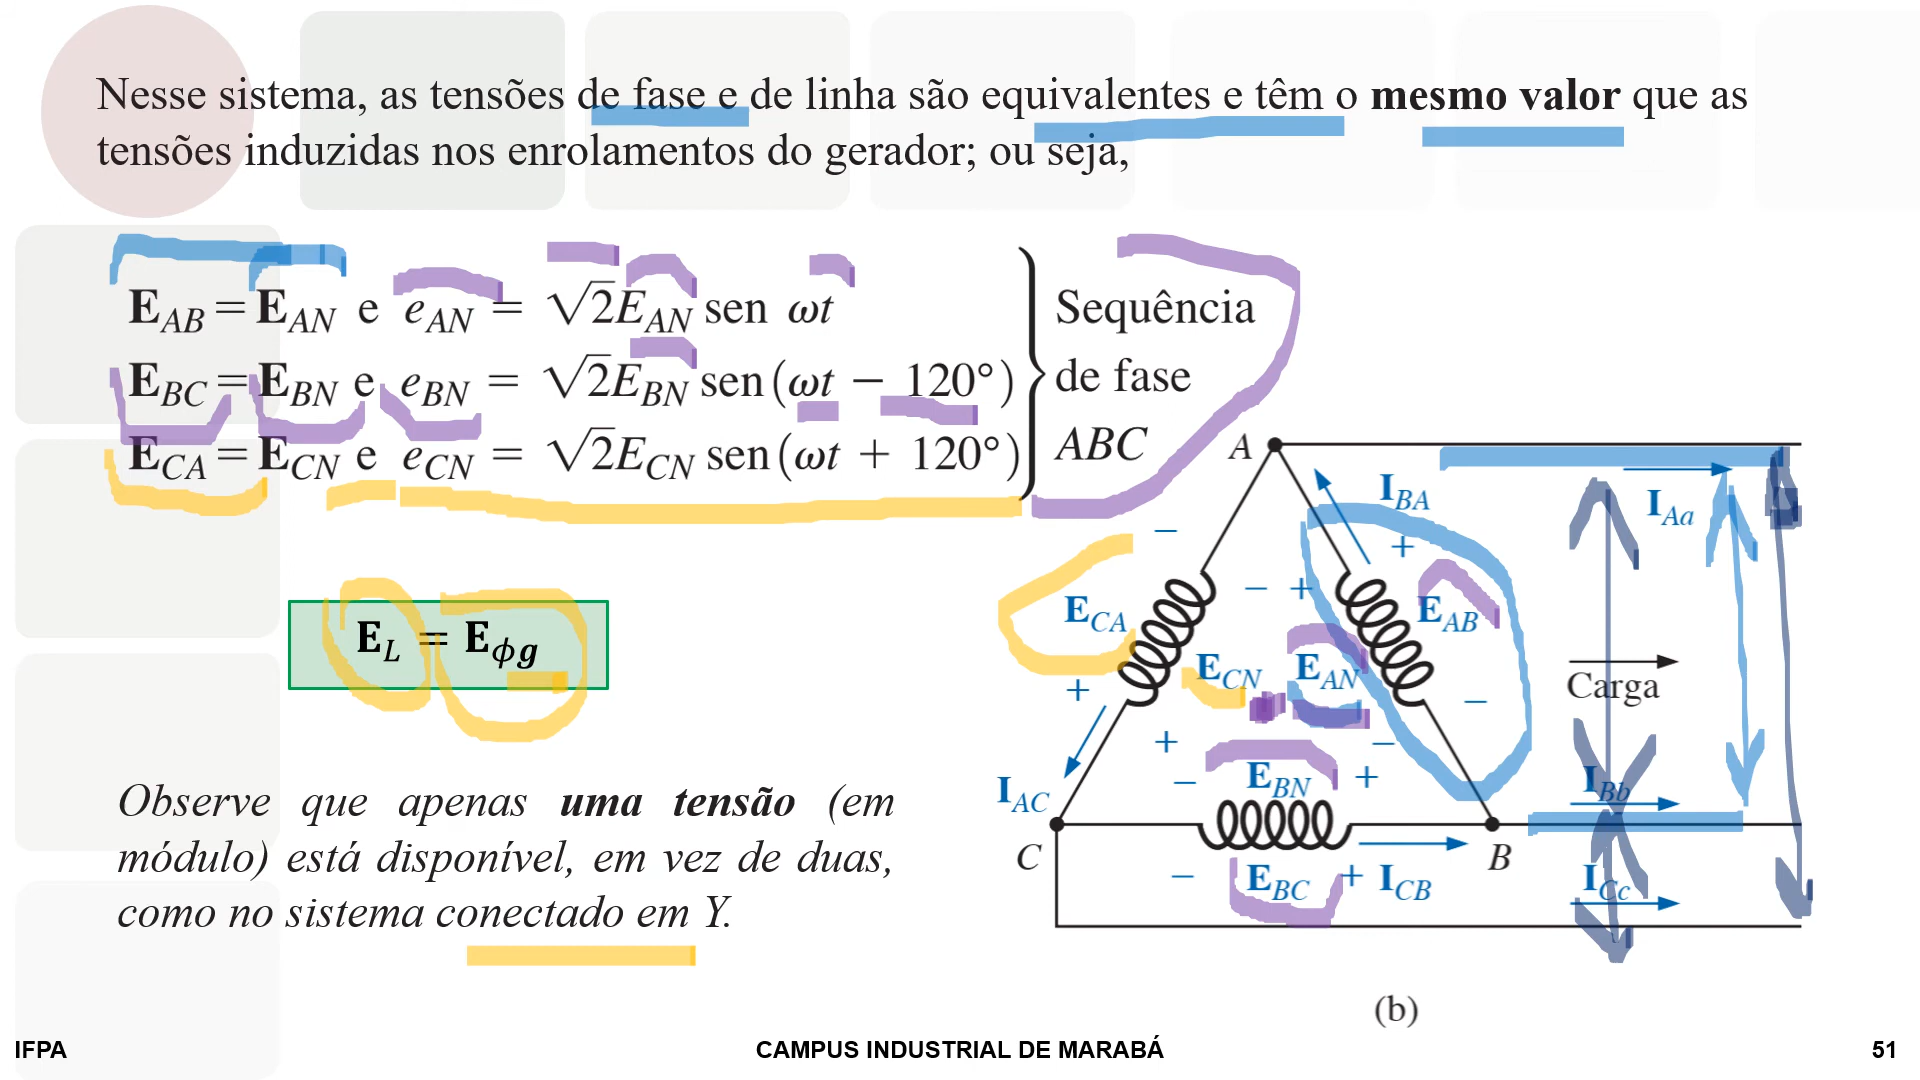 Nesse sistema, as tensões de fase e de linha são equivalentes e têm o mesmo valor que as
tensões induzidas nos enrolamentos do gerador; ou seja,
E_AB = E_AN e e_AN = √2E_AN sen ωt
E_BC = E_BN e e_BN = √2E_BN sen(ωt − 120°)
E_CA = E_CN e e_CN = √2E_CN sen(ωt + 120°)
Sequência
de fase
ABC
E_L = E_ϕg
Observe que apenas uma tensão (em
módulo) está disponível, em vez de duas,
como no sistema conectado em Y.
A
I_BA
I_Aa
−
+
− +
E_CA
E_AB
E_CN
E_AN
Carga
+
−
+
−
−
E_BN
+
I_AC
I_Bb
C
B
−
E_BC
+
I_CB
I_Cc
(b)
IFPA
CAMPUS INDUSTRIAL DE MARABÁ
51